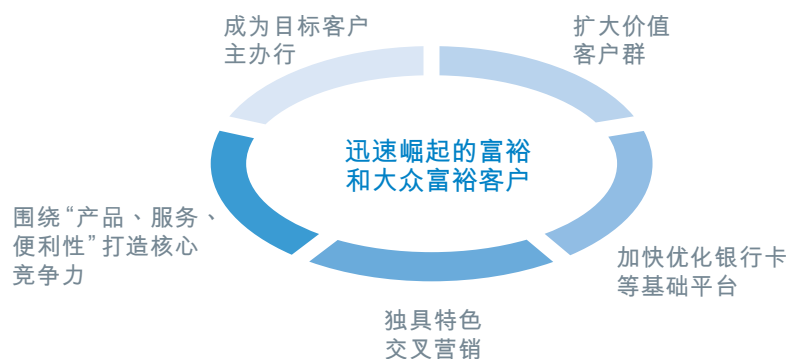 成为目标客户
主办行
扩大价值
客户群
迅速崛起的富裕
和大众富裕客户
围绕“产品、服务、
便利性”打造核心
竞争力
加快优化银行卡
等基础平台
独具特色
交叉营销